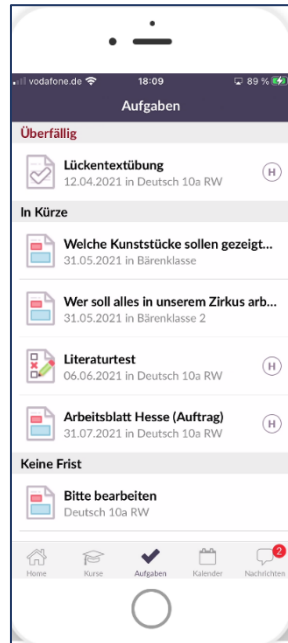 vodafone.de 18:09 89 %
Aufgaben
Überfällig
Lückentextübung
12.04.2021 in Deutsch 10a RW
H
In Kürze
Welche Kunststücke sollen gezeigt...
31.05.2021 in Bärenklasse
Wer soll alles in unserem Zirkus arb...
31.05.2021 in Bärenklasse 2
Literaturtest
06.06.2021 in Deutsch 10a RW
H
Arbeitsblatt Hesse (Auftrag)
31.07.2021 in Deutsch 10a RW
H
Keine Frist
Bitte bearbeiten
Deutsch 10a RW
2
Home Kurse Aufgaben Kalender Nachrichten